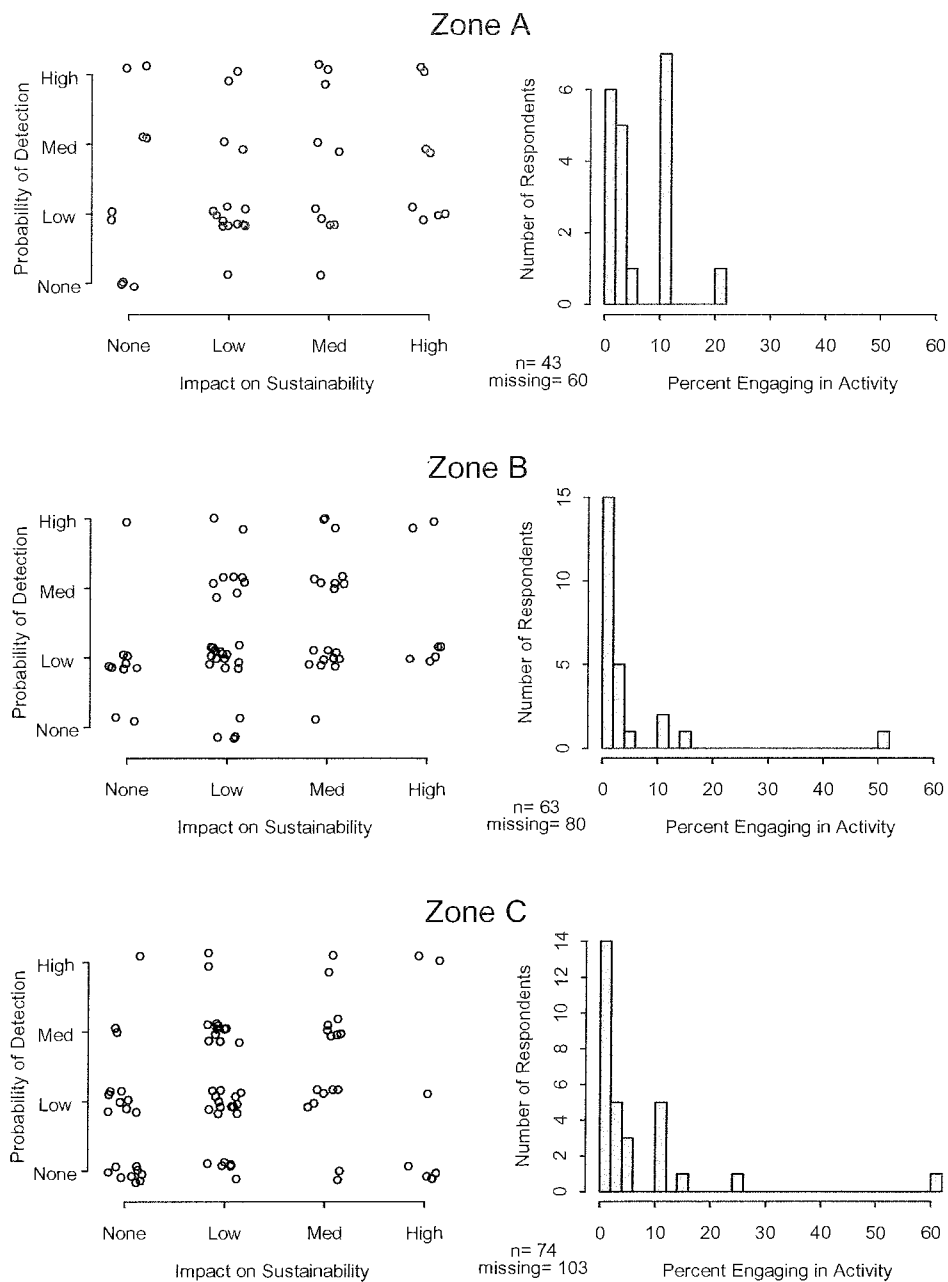 Zone A
Probability of Detection
High
Med
Low
None
None Low Med High
Impact on Sustainability
n= 43
missing= 60
Number of Respondents
6
4
2
0
0 10 20 30 40 50 60
Percent Engaging in Activity
Zone B
Probability of Detection
High
Med
Low
None
None Low Med High
Impact on Sustainability
n= 63
missing= 80
Number of Respondents
15
10
5
0
0 10 20 30 40 50 60
Percent Engaging in Activity
Zone C
Probability of Detection
High
Med
Low
None
None Low Med High
Impact on Sustainability
n= 74
missing= 103
Number of Respondents
14
12
10
8
6
4
2
0
0 10 20 30 40 50 60
Percent Engaging in Activity